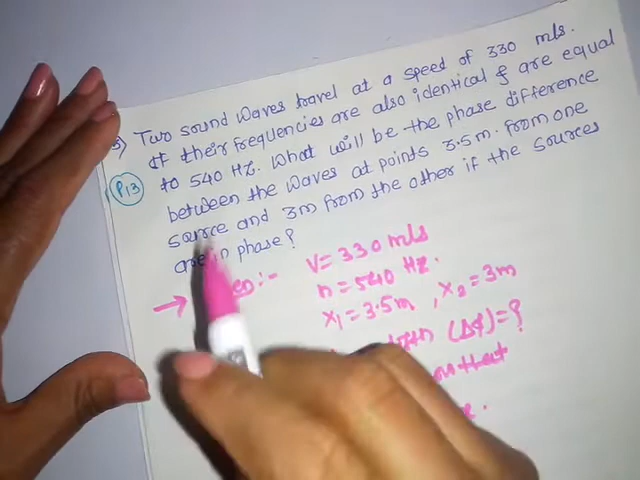 5) Two sound waves travel at a speed of 330 m/s.
If their frequencies are also identical & are equal
to 540 Hz. What will be the phase difference
P13
between the waves at points 3.5 m. from one
source and 3m from the other if the sources
are in phase?
→ :- V = 330 m/s
n = 540 Hz.
x₁ = 3.5m, x₂ = 3m
(Δφ) = ?
that